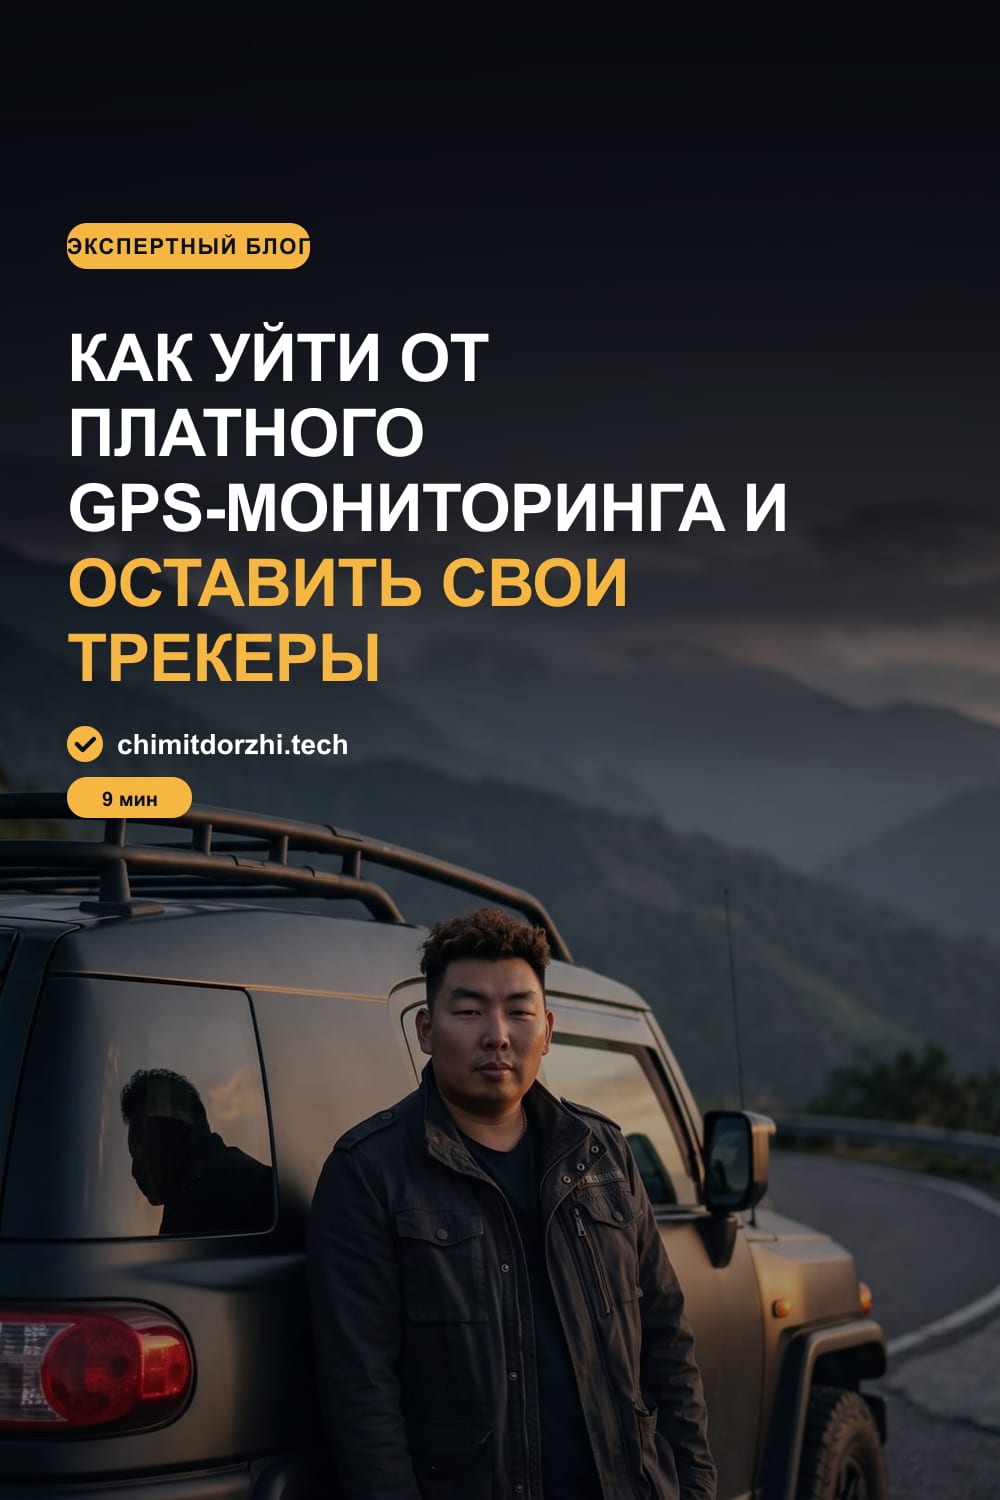 ЭКСПЕРТНЫЙ БЛОГ
КАК УЙТИ ОТ
ПЛАТНОГО
GPS-МОНИТОРИНГА И
ОСТАВИТЬ СВОИ
ТРЕКЕРЫ
chimitdorzhi.tech
9 мин